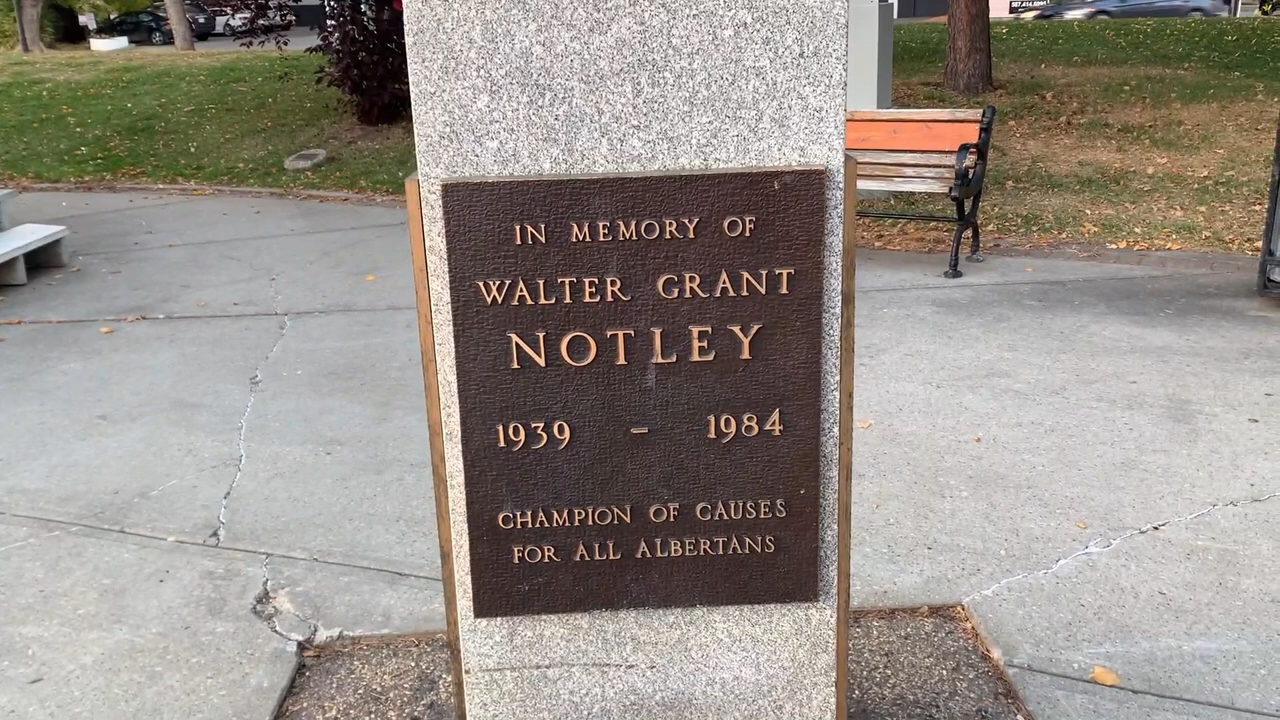 IN MEMORY OF
WALTER GRANT
NOTLEY
1939 – 1984
CHAMPION OF CAUSES
FOR ALL ALBERTANS